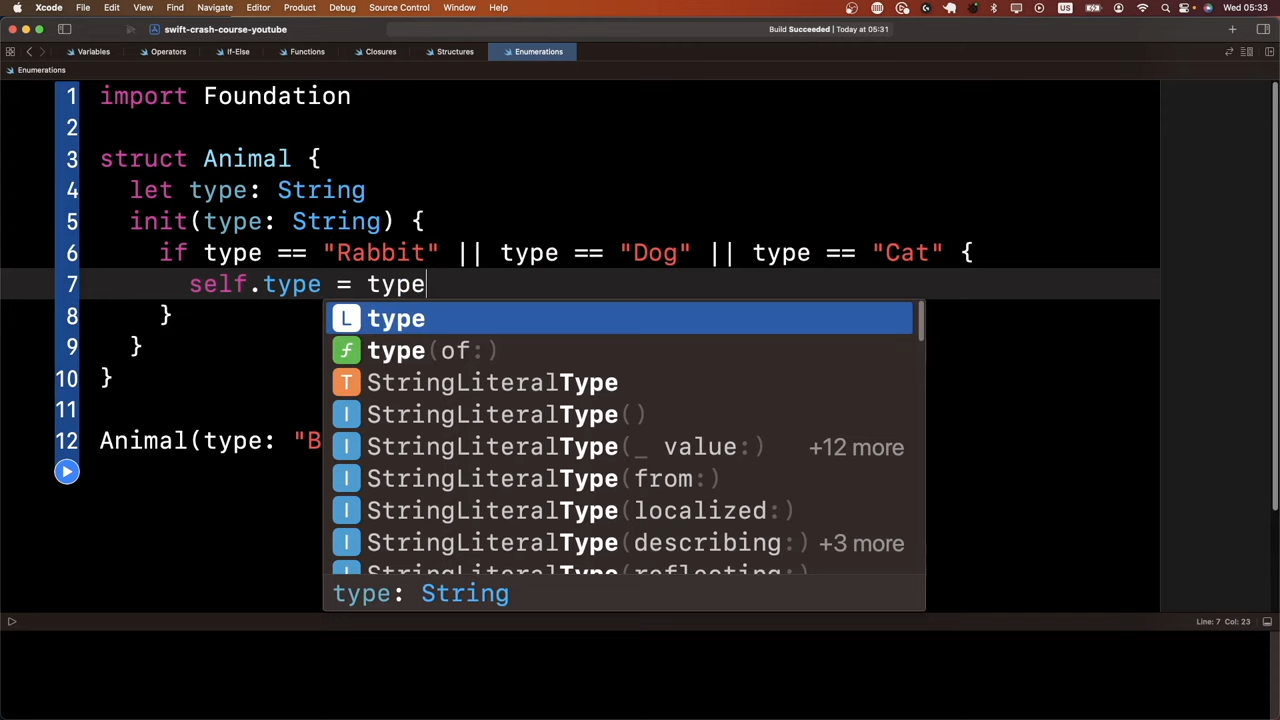 Xcode File Edit View Find Navigate Editor Product Debug Source Control Window Help US Wed 05:33
swift-crash-course-youtube Build Succeeded | Today at 05:31
Variables Operators If-Else Functions Closures Structures Enumerations
Enumerations
1 import Foundation
2
3 struct Animal {
4 let type: String
5 init(type: String) {
6 if type == "Rabbit" || type == "Dog" || type == "Cat" {
7 self.type = type
8 }
9 }
10 }
11
12 Animal(type: "B
L type
f type(of:)
T StringLiteralType
I StringLiteralType()
I StringLiteralType(_ value:) +12 more
I StringLiteralType(from:)
I StringLiteralType(localized:)
I StringLiteralType(describing:) +3 more
I StringLiteralType(reflecting:)
type: String
Line: 7 Col: 23